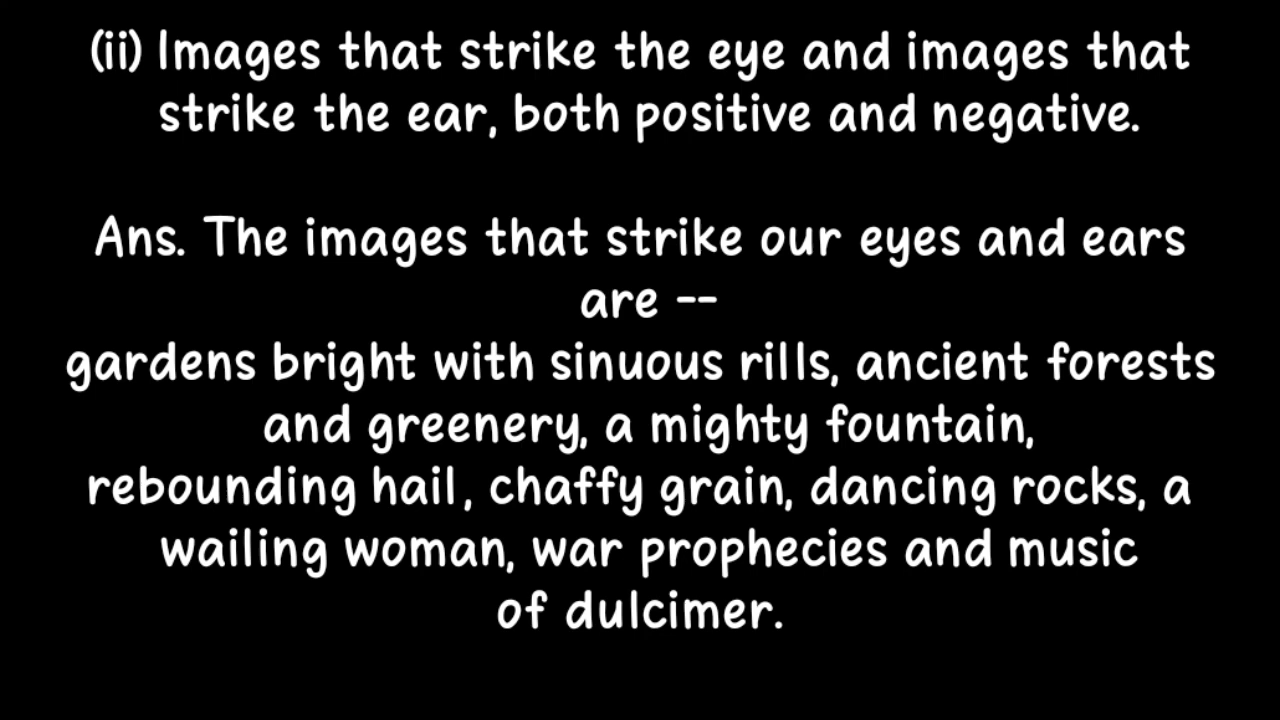 (ii) Images that strike the eye and images that
strike the ear, both positive and negative.
Ans. The images that strike our eyes and ears
are --
gardens bright with sinuous rills, ancient forests
and greenery, a mighty fountain,
rebounding hail, chaffy grain, dancing rocks, a
wailing woman, war prophecies and music
of dulcimer.